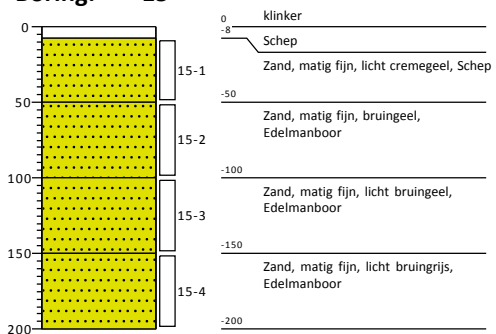 0
50
100
150
200
15-1
15-2
15-3
15-4
0
klinker
-8
Schep
Zand, matig fijn, licht cremegeel, Schep
-50
Zand, matig fijn, bruingeel,
Edelmanboor
-100
Zand, matig fijn, licht bruingeel,
Edelmanboor
-150
Zand, matig fijn, licht bruingrijs,
Edelmanboor
-200